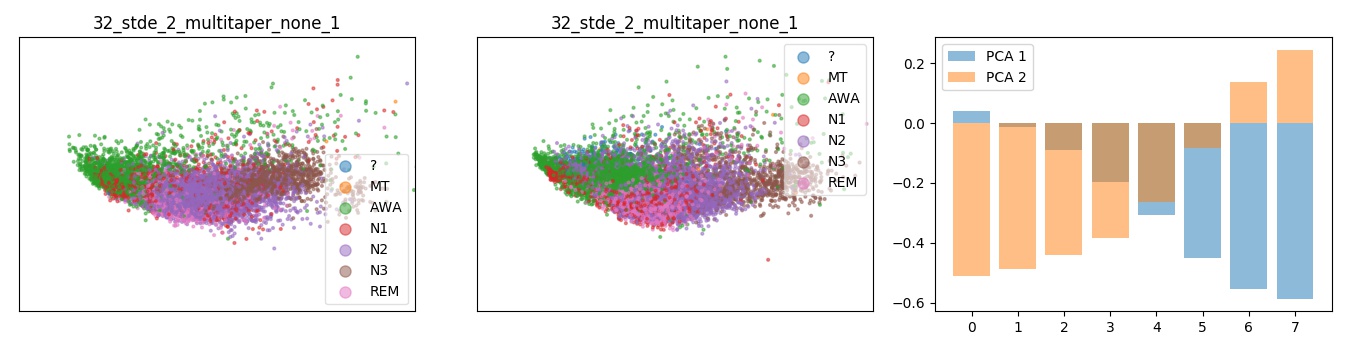 32_stde_2_multitaper_none_1
?
MT
AWA
N1
N2
N3
REM
32_stde_2_multitaper_none_1
?
MT
AWA
N1
N2
N3
REM
PCA 1
PCA 2
0.2
0.0
−0.2
−0.4
−0.6
0 1 2 3 4 5 6 7